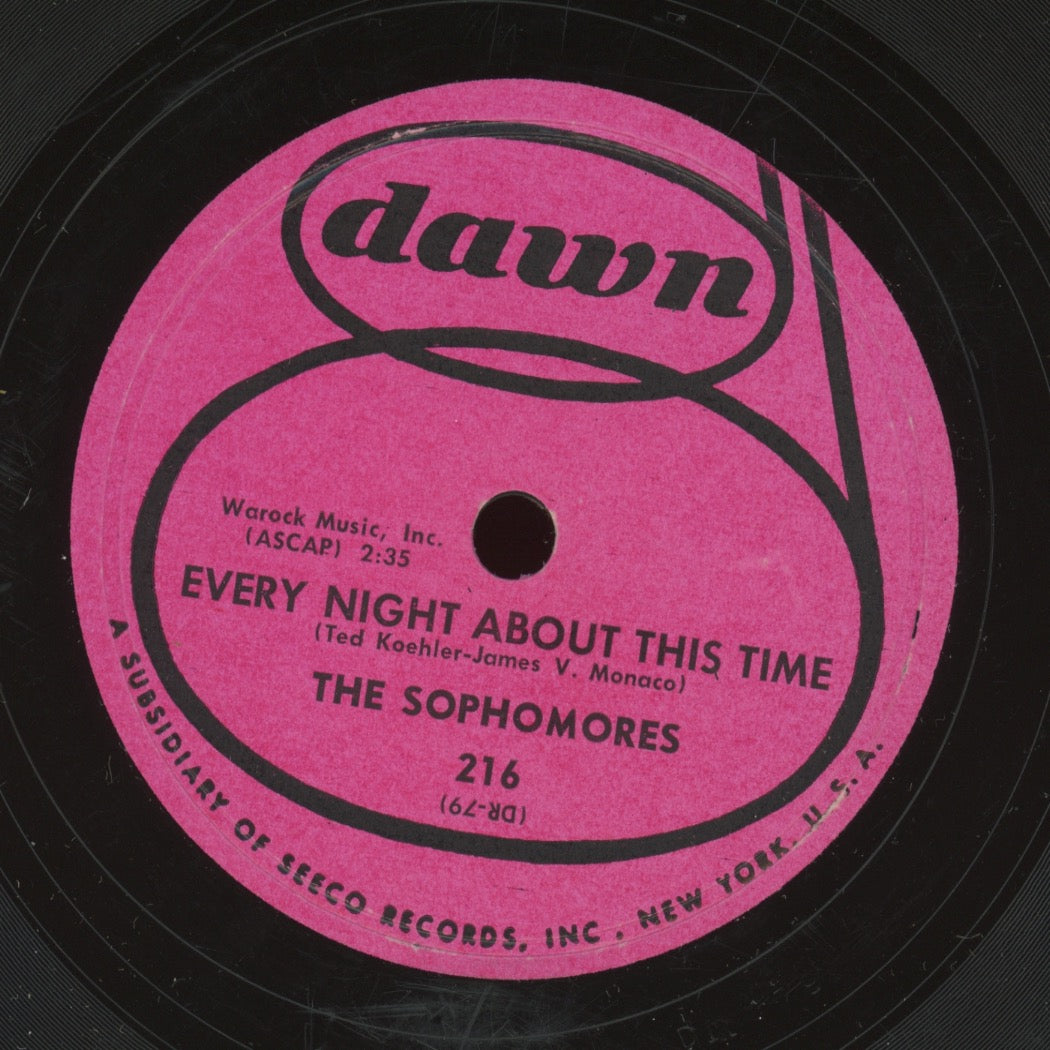 dawn
Warock Music, Inc.
(ASCAP) 2:35
EVERY NIGHT ABOUT THIS TIME
(Ted Koehler-James V. Monaco)
THE SOPHOMORES
216
(DR-79)
A SUBSIDIARY OF SEECO RECORDS, INC., NEW YORK, U. S. A.